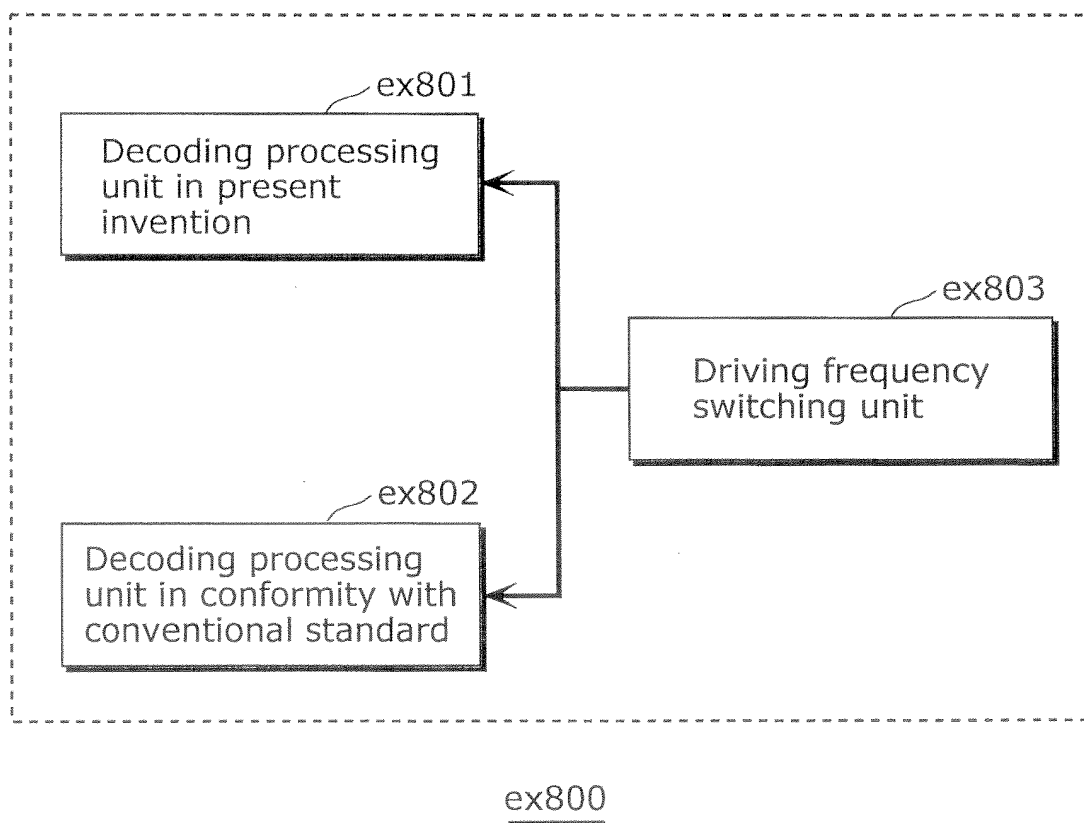 ex801
Decoding processing
unit in present
invention
ex803
Driving frequency
switching unit
ex802
Decoding processing
unit in conformity with
conventional standard
ex800